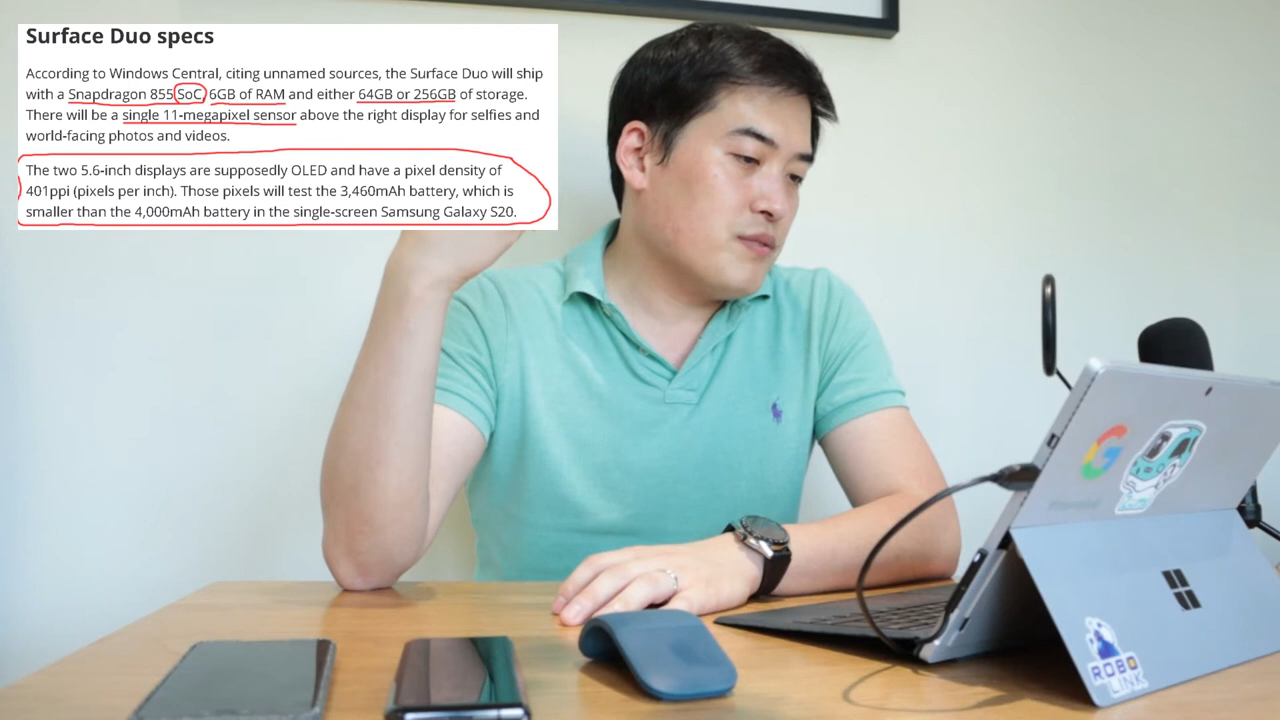 Surface Duo specs
According to Windows Central, citing unnamed sources, the Surface Duo will ship
with a Snapdragon 855 SoC, 6GB of RAM and either 64GB or 256GB of storage.
There will be a single 11-megapixel sensor above the right display for selfies and
world-facing photos and videos.
The two 5.6-inch displays are supposedly OLED and have a pixel density of
401ppi (pixels per inch). Those pixels will test the 3,460mAh battery, which is
smaller than the 4,000mAh battery in the single-screen Samsung Galaxy S20.
G
ROBO
LINK